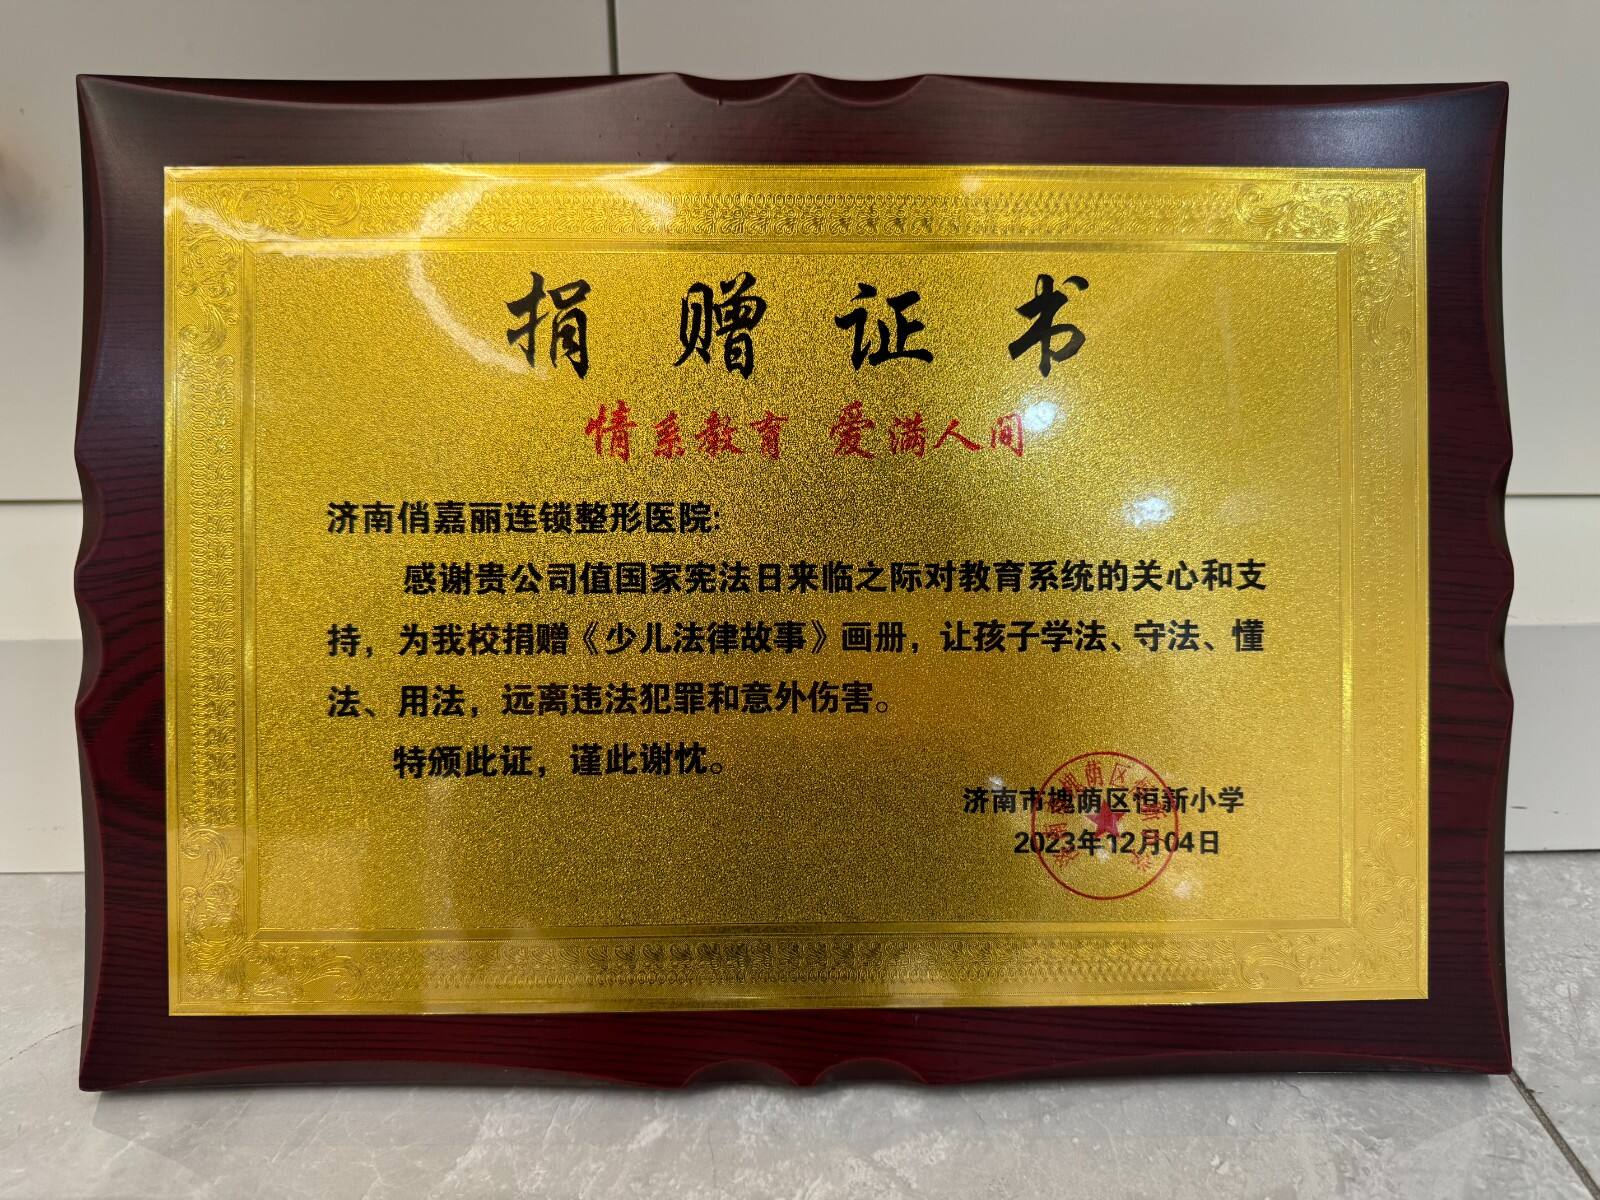 捐赠证书
情系教育 爱满人间
济南俏嘉丽连锁整形医院:
感谢贵公司值国家宪法日来临之际对教育系统的关心和支
持，为我校捐赠《少儿法律故事》画册，让孩子学法、守法、懂
法、用法，远离违法犯罪和意外伤害。
特颁此证，谨此谢忱。
济南市槐荫区恒新小学
2023年12月04日